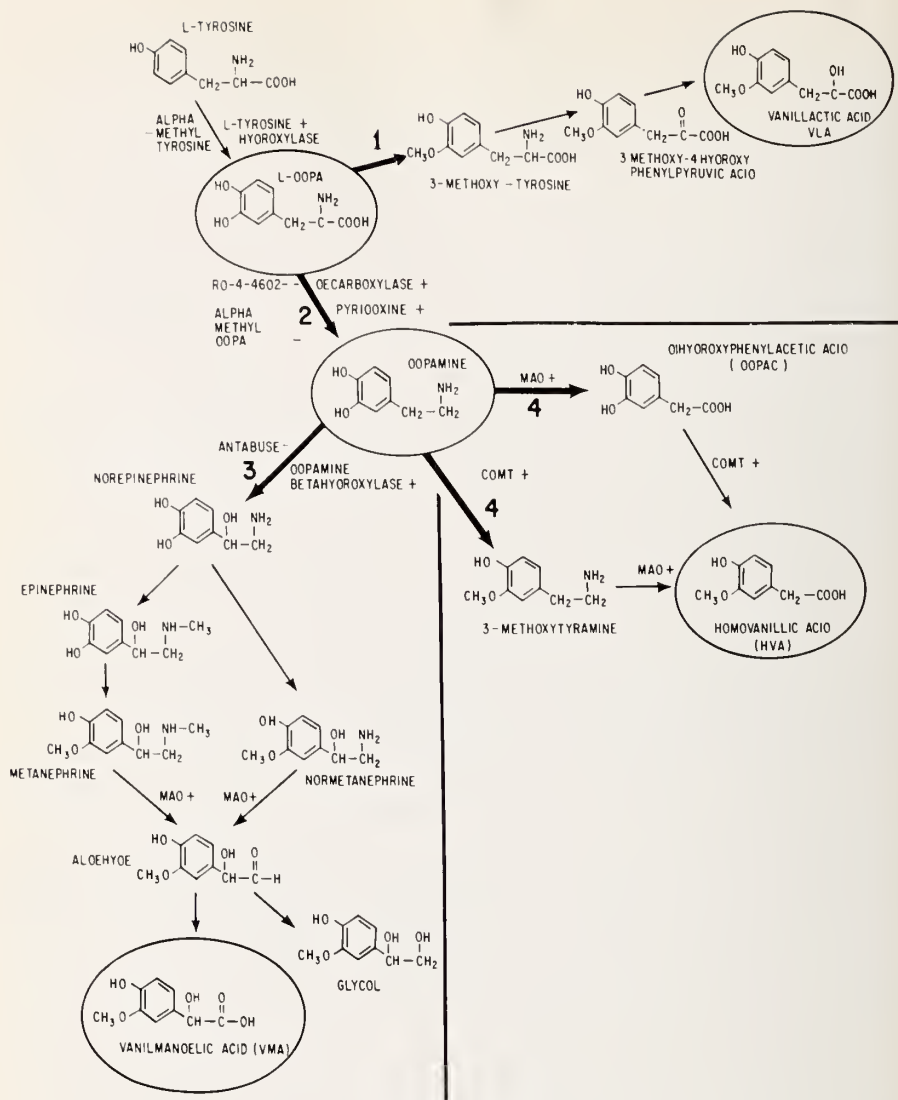 L-TYROSINE
HO
NH2
CH2-CH-COOH
ALPHA
-METHYL
TYROSINE
L-TYROSINE +
HYOROXYLASE
1
HO
CH3O
NH2
CH2-CH-COOH
3-METHOXY-TYROSINE
HO
CH3O
O
CH2-C-COOH
3 METHOXY-4 HYOROXY
PHENYLPYRUVIC ACIO
HO
CH3O
OH
CH2-C-COOH
VANILLACTIC ACID
VLA
L-OOPA
HO
HO
NH2
CH2-C-COOH
RO-4-4602- -
OECARBOXYLASE +
PYRIOOXINE +
2
ALPHA
METHYL
OOPA
-
OOPAMINE
HO
HO
NH2
CH2-CH2
MAO +
4
OIHYOROXYPHENYLACETIC ACIO
( OOPAC )
HO
HO
CH2-COOH
COMT +
ANTABUSE-
3
OOPAMINE
BETAHYOROXYLASE +
COMT +
4
NOREPINEPHRINE
HO
HO
OH NH2
CH-CH2
HO
CH3O
NH2
CH2-CH2
3-METHOXYTYRAMINE
MAO +
HO
CH3O
CH2-COOH
HOMOVANILLIC ACIO
(HVA)
EPINEPHRINE
HO
HO
OH NH-CH3
CH-CH2
HO
CH3O
OH NH-CH3
CH-CH2
METANEPHRINE
OH
CH3O
OH NH2
CH-CH2
NORMETANEPHRINE
MAO +
MAO+
ALOEHYOE
HO
CH3O
OH O
CH-C-H
HO
CH3O
OH OH
CH-CH2
GLYCOL
HO
CH3O
OH O
CH-C-OH
VANILMANOELIC ACID (VMA)